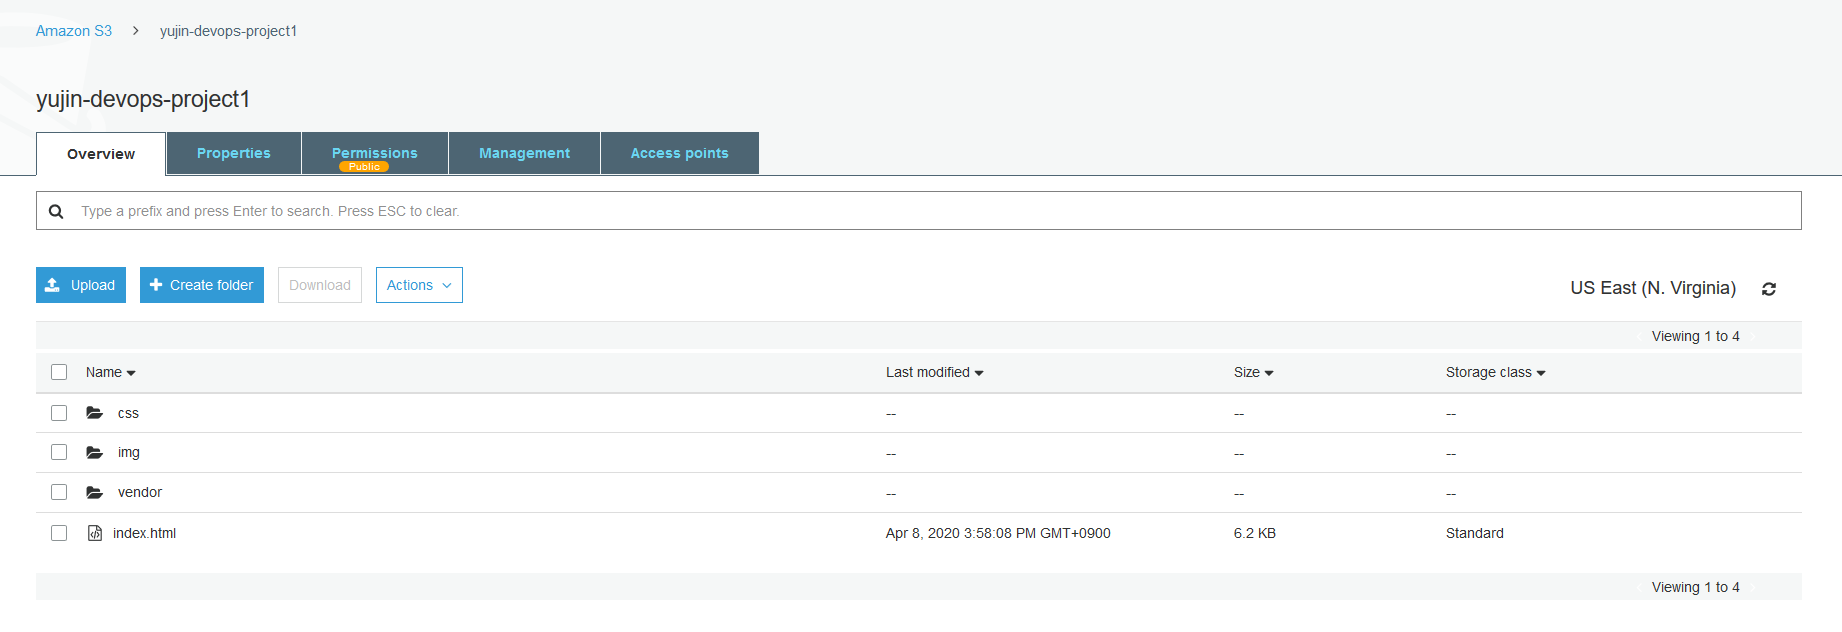 Amazon S3 > yujin-devops-project1
yujin-devops-project1
Overview Properties Permissions Management Access points
Public
Type a prefix and press Enter to search. Press ESC to clear.
Upload Create folder Download Actions US East (N. Virginia)
Viewing 1 to 4
Name Last modified Size Storage class
css -- -- --
img -- -- --
vendor -- -- --
index.html Apr 8, 2020 3:58:08 PM GMT+0900 6.2 KB Standard
Viewing 1 to 4